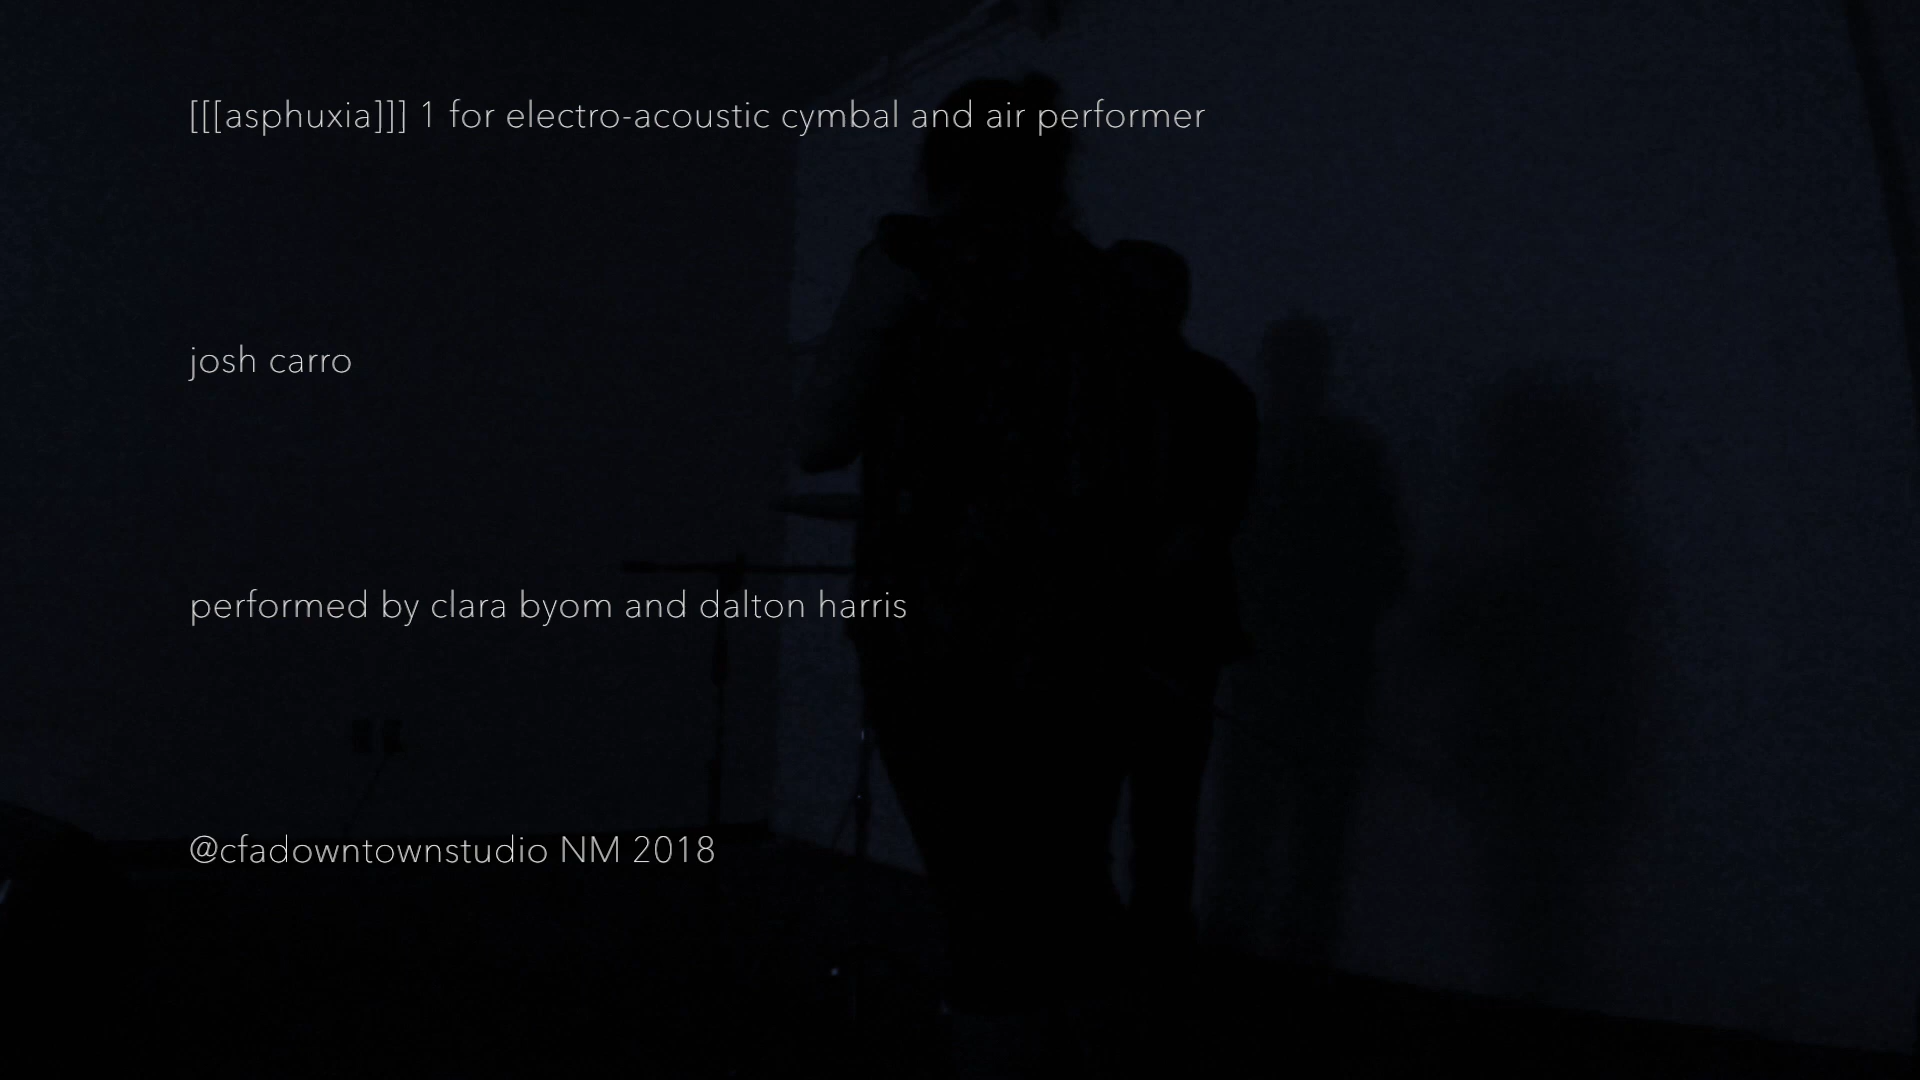 [[[asphuxia]]] 1 for electro-acoustic cymbal and air performer
josh carro
performed by clara byom and dalton harris
@cfadowntownstudio NM 2018